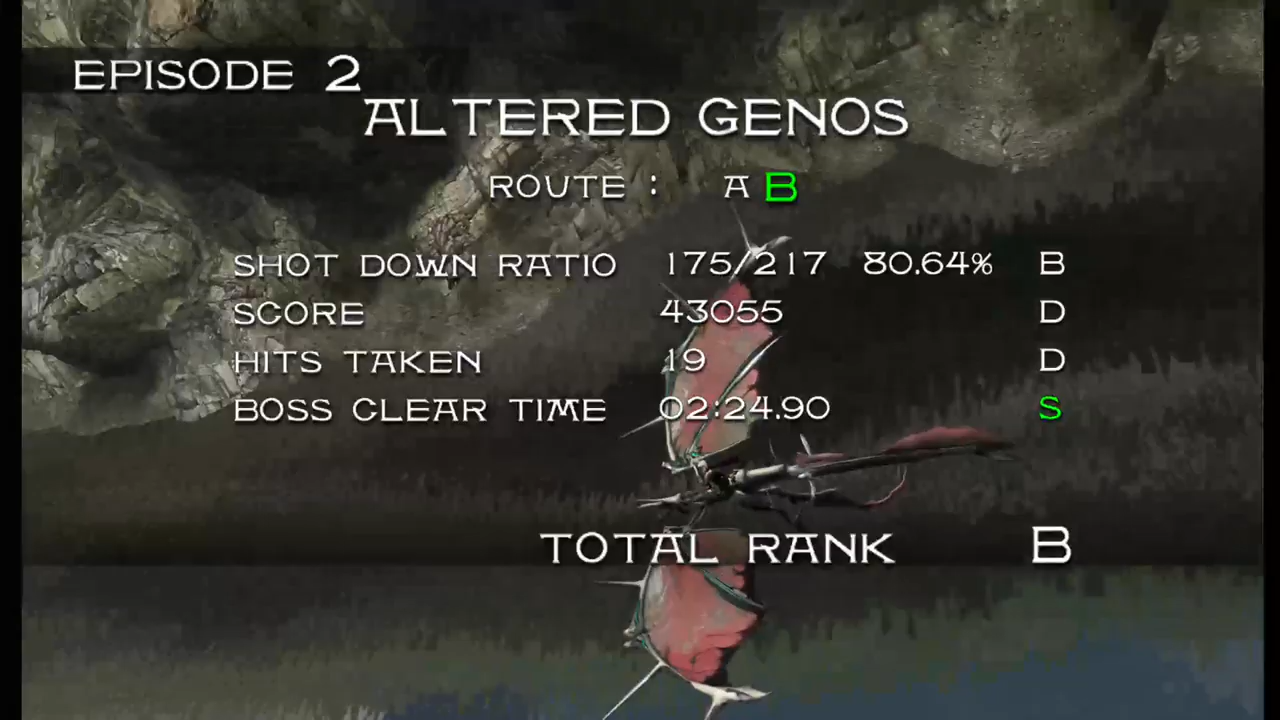 EPISODE 2
ALTERED GENOS
ROUTE : A B
SHOT DOWN RATIO 175/217 80.64% B
SCORE 43055 D
HITS TAKEN 19 D
BOSS CLEAR TIME 02:24.90 S
TOTAL RANK B